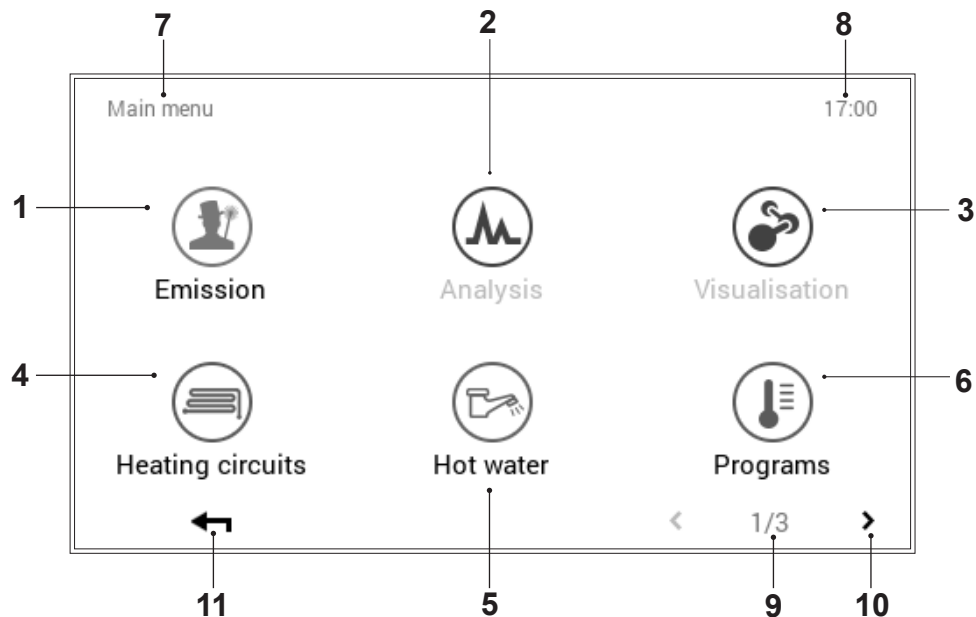 7 2 8
Main menu 17:00
1 3
Emission Analysis Visualisation
4 6
Heating circuits Hot water Programs
< 1/3 >
11 5 9 10